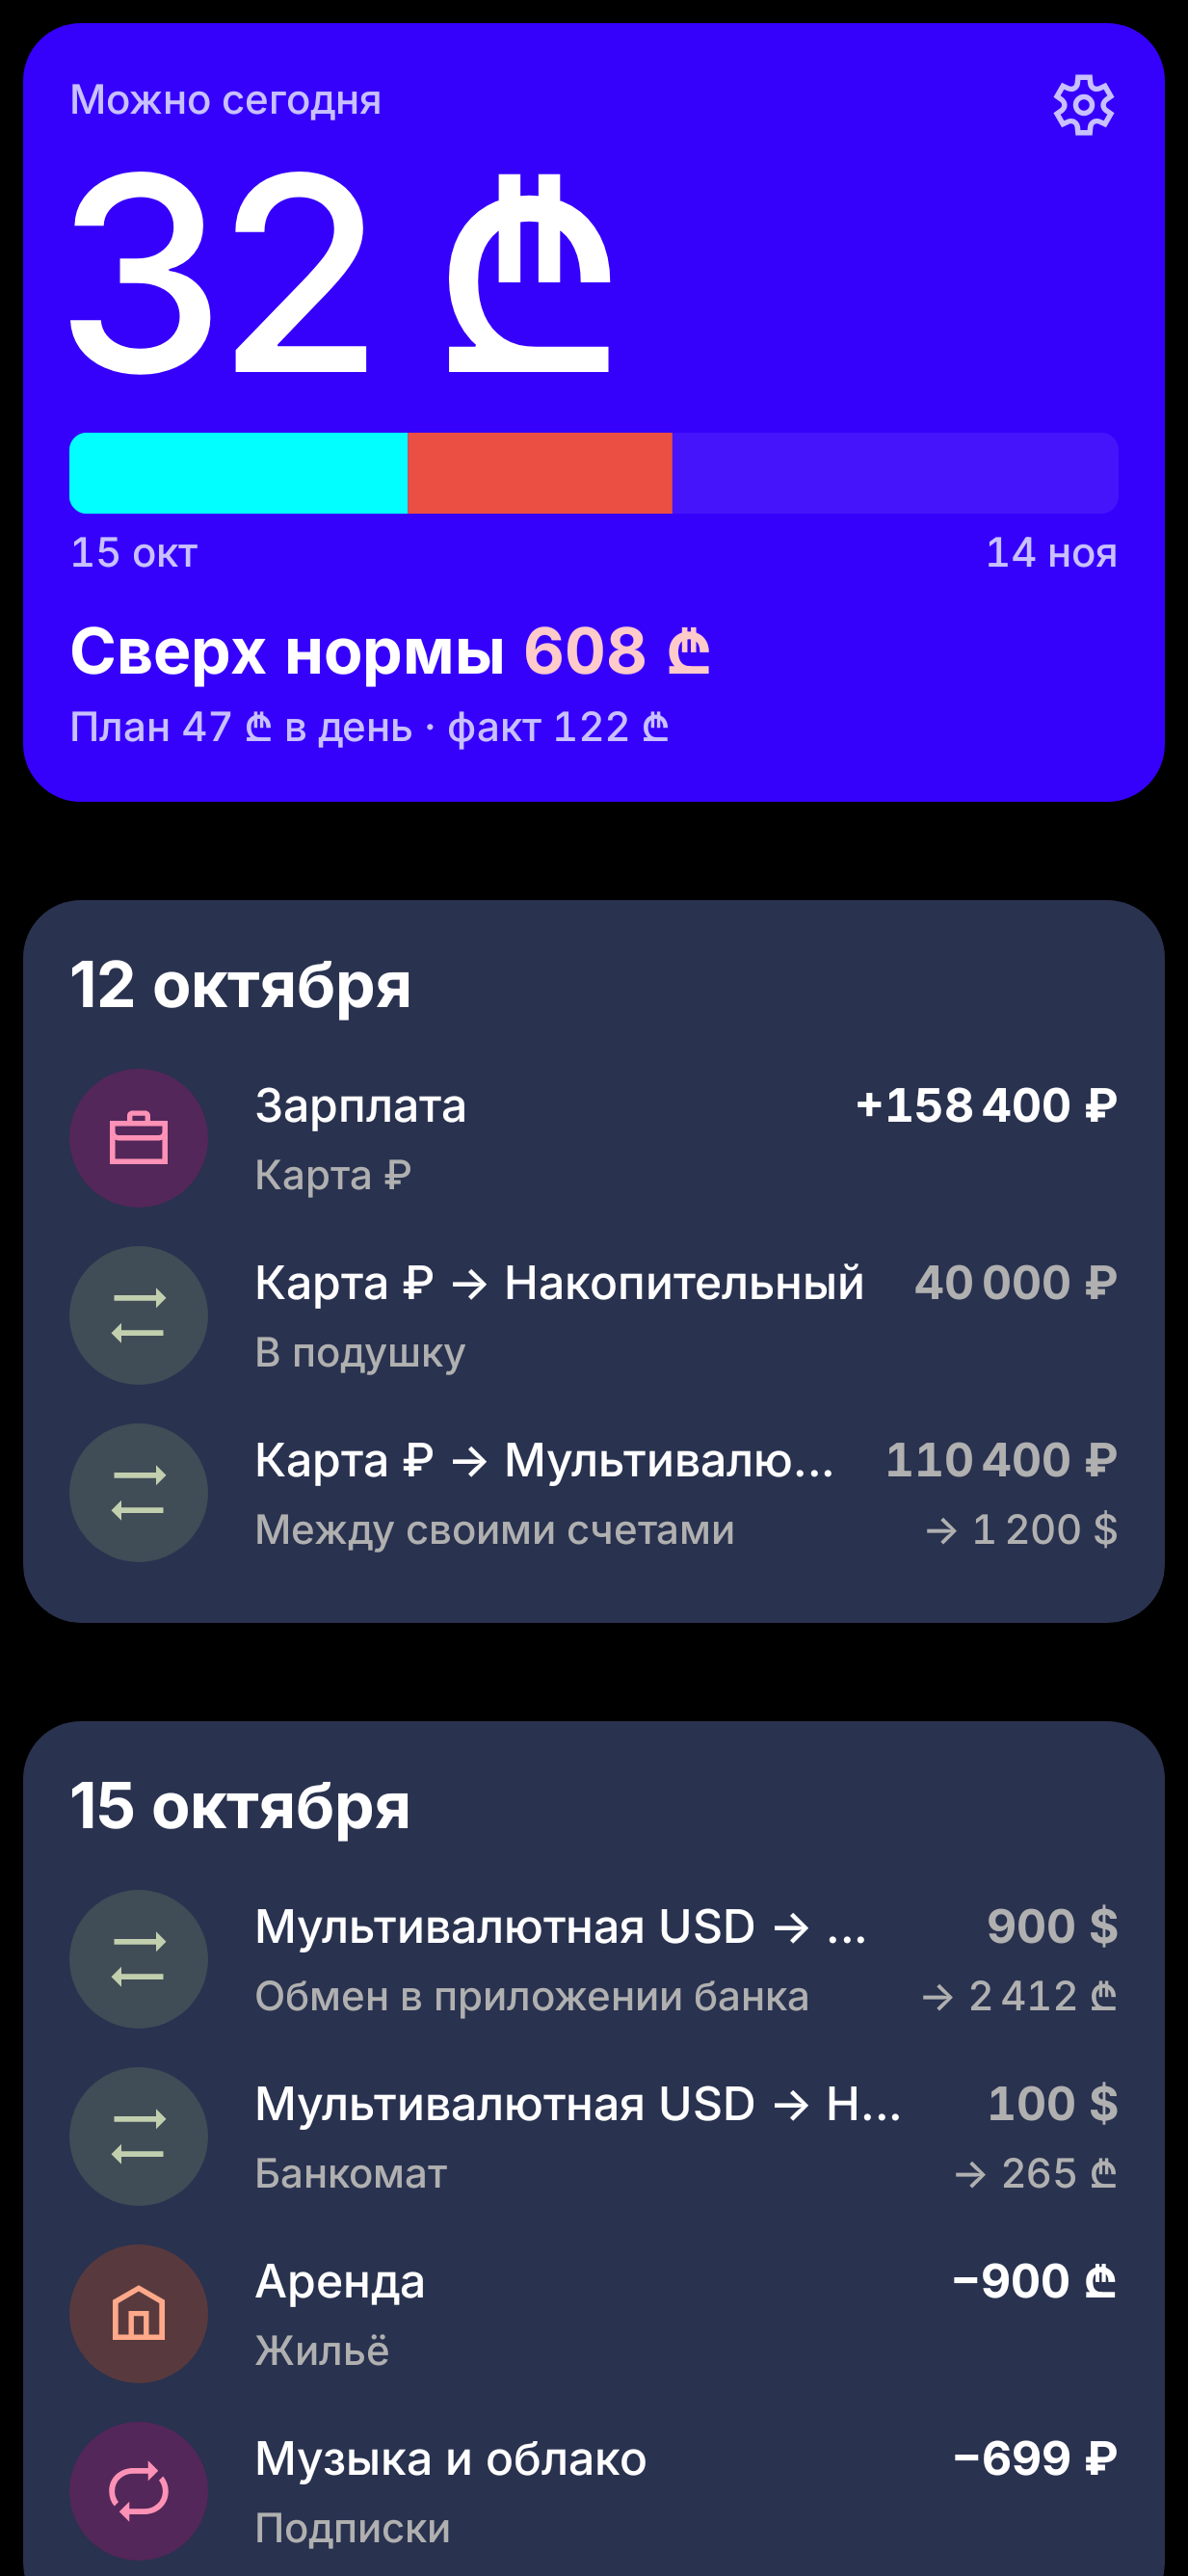 Можно сегодня
32 ₾
15 окт 14 ноя
Сверх нормы 608 ₾
План 47 ₾ в день · факт 122 ₾
12 октября
Зарплата +158 400 ₽
Карта ₽
Карта ₽ → Накопительный 40 000 ₽
В подушку
Карта ₽ → Мультивалю... 110 400 ₽
Между своими счетами → 1 200 $
15 октября
Мультивалютная USD → ... 900 $
Обмен в приложении банка → 2 412 ₾
Мультивалютная USD → Н... 100 $
Банкомат → 265 ₾
Аренда −900 ₾
Жильё
Музыка и облако −699 ₽
Подписки